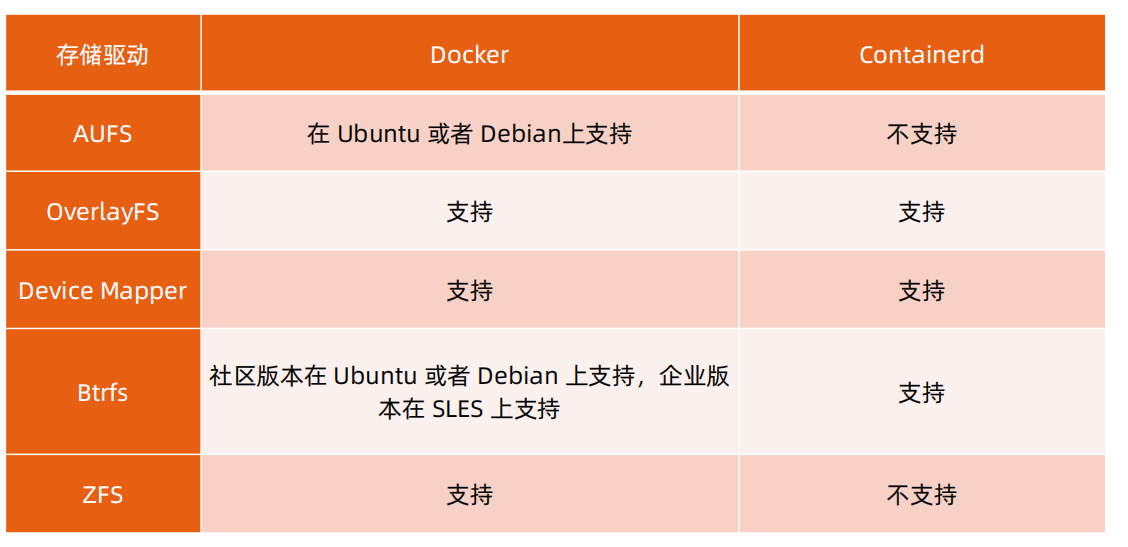 存储驱动 Docker Containerd
AUFS 在 Ubuntu 或者 Debian上支持 不支持
OverlayFS 支持 支持
Device Mapper 支持 支持
社区版本在 Ubuntu 或者 Debian 上支持，企业版
Btrfs 支持
本在 SLES 上支持
ZFS 支持 不支持